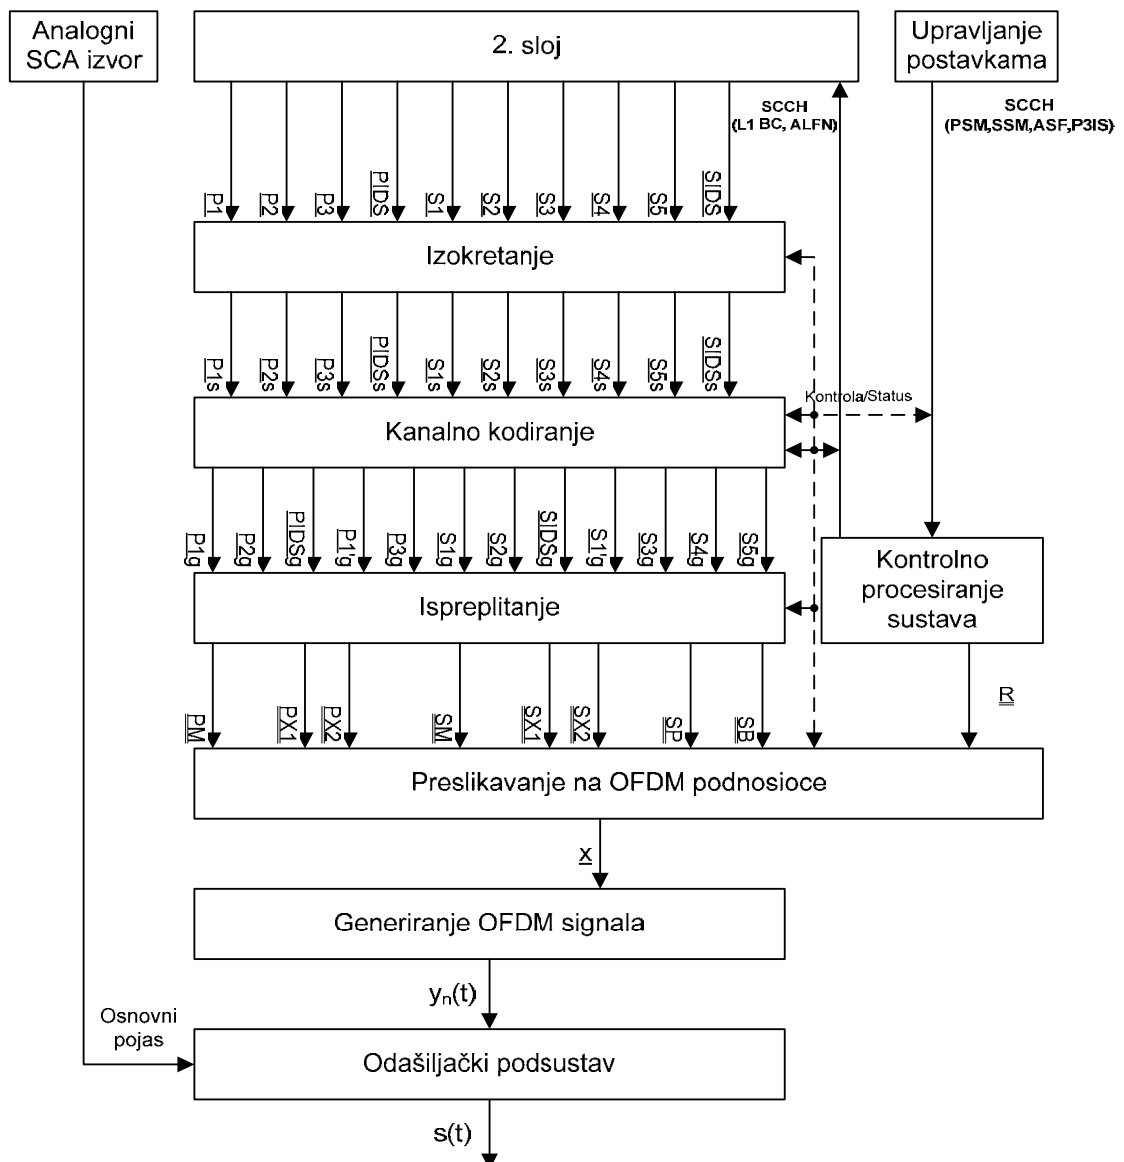 Analogni
SCA izvor
2. sloj
Upravljanje
postavkama
SCCH
(L1 BC, ALFN)
SCCH
(PSM,SSM,ASF,P3IS)
P1
P2
P3
PIDS
S1
S2
S3
S4
S5
SIDS
Izokretanje
P1s
P2s
P3s
PIDSs
S1s
S2s
S3s
S4s
S5s
SIDSs
Kontrola/Status
Kanalno kodiranje
P1g
P2g
PIDSg
P1'g
P3g
S1g
S2g
SIDSg
S1'g
S3g
S4g
S5g
Ispreplitanje
Kontrolno
procesiranje
sustava
PM
PX1
PX2
SM
SX1
SX2
SP
SB
R
Preslikavanje na OFDM podnosioce
x
Generiranje OFDM signala
yn(t)
Osnovni
pojas
Odašiljački podsustav
s(t)